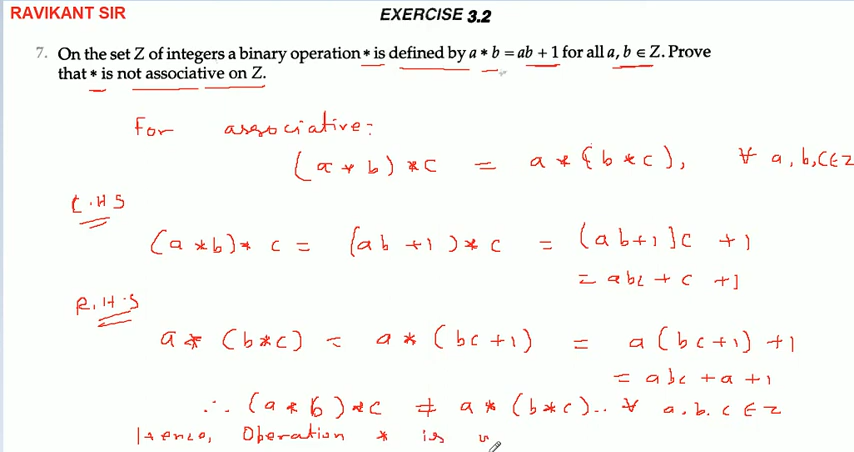 RAVIKANT SIR
EXERCISE 3.2
7. On the set Z of integers a binary operation * is defined by a * b = ab + 1 for all a, b ∈ Z. Prove
that * is not associative on Z.
For associative:
(a * b) * c = a * (b * c), ∀ a, b, c ∈ Z
L.H.S
(a * b) * c = (ab + 1) * c = (ab + 1)c + 1
= abc + c + 1
R.H.S
a * (b * c) = a * (bc + 1) = a(bc + 1) + 1
= abc + a + 1
∴ (a * b) * c ≠ a * (b * c).. ∀ a. b. c ∈ Z
Hence, Operation * is